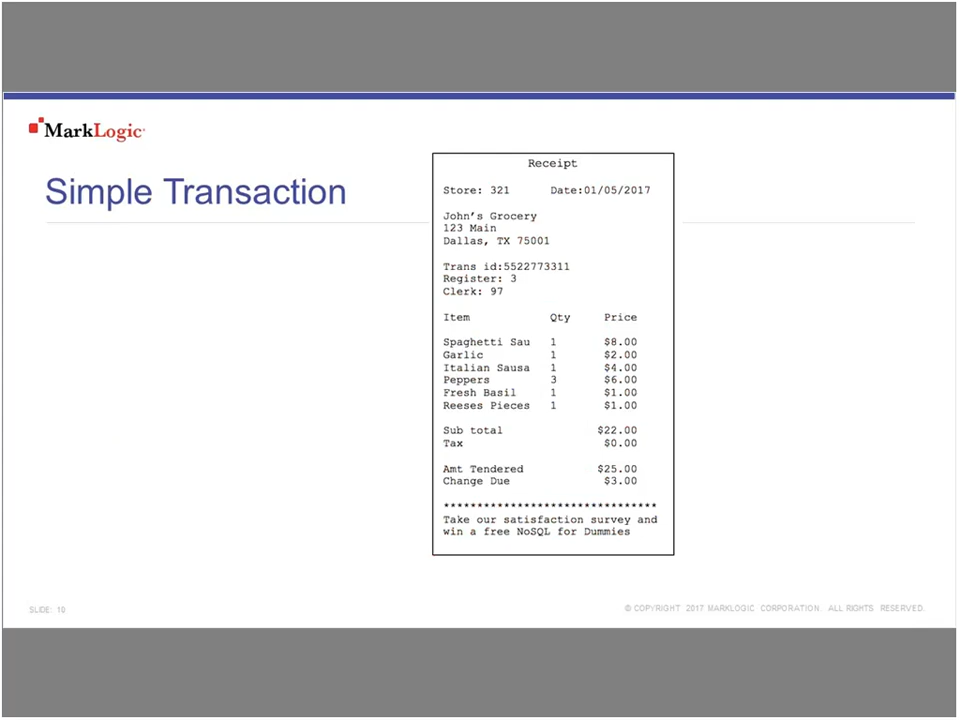 MarkLogic
Simple Transaction
Receipt
Store: 321 Date:01/05/2017
John's Grocery
123 Main
Dallas, TX 75001
Trans id:5522773311
Register: 3
Clerk: 97
Item Qty Price
Spaghetti Sau 1 $8.00
Garlic 1 $2.00
Italian Sausa 1 $4.00
Peppers 3 $6.00
Fresh Basil 1 $1.00
Reeses Pieces 1 $1.00
Sub total $22.00
Tax $0.00
Amt Tendered $25.00
Change Due $3.00
********************************
Take our satisfaction survey and
win a free NoSQL for Dummies
SLIDE: 10
© COPYRIGHT 2017 MARKLOGIC CORPORATION. ALL RIGHTS RESERVED.